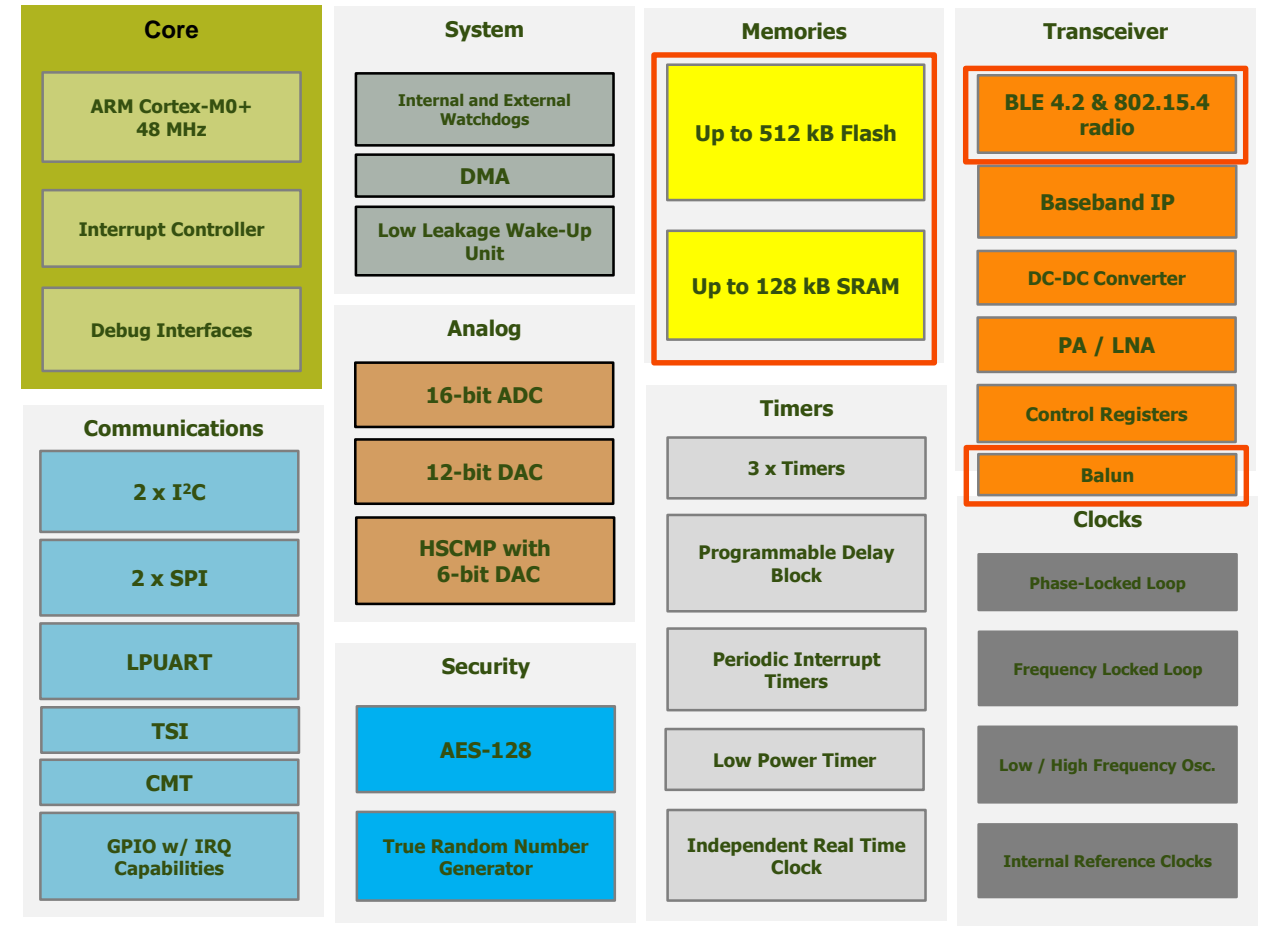 Core
ARM Cortex-M0+
48 MHz
Interrupt Controller
Debug Interfaces
Communications
2 x I²C
2 x SPI
LPUART
TSI
CMT
GPIO w/ IRQ
Capabilities
System
Internal and External
Watchdogs
DMA
Low Leakage Wake-Up
Unit
Analog
16-bit ADC
12-bit DAC
HSCMP with
6-bit DAC
Security
AES-128
True Random Number
Generator
Memories
Up to 512 kB Flash
Up to 128 kB SRAM
Timers
3 x Timers
Programmable Delay
Block
Periodic Interrupt
Timers
Low Power Timer
Independent Real Time
Clock
Transceiver
BLE 4.2 & 802.15.4
radio
Baseband IP
DC-DC Converter
PA / LNA
Control Registers
Balun
Clocks
Phase-Locked Loop
Frequency Locked Loop
Low / High Frequency Osc.
Internal Reference Clocks